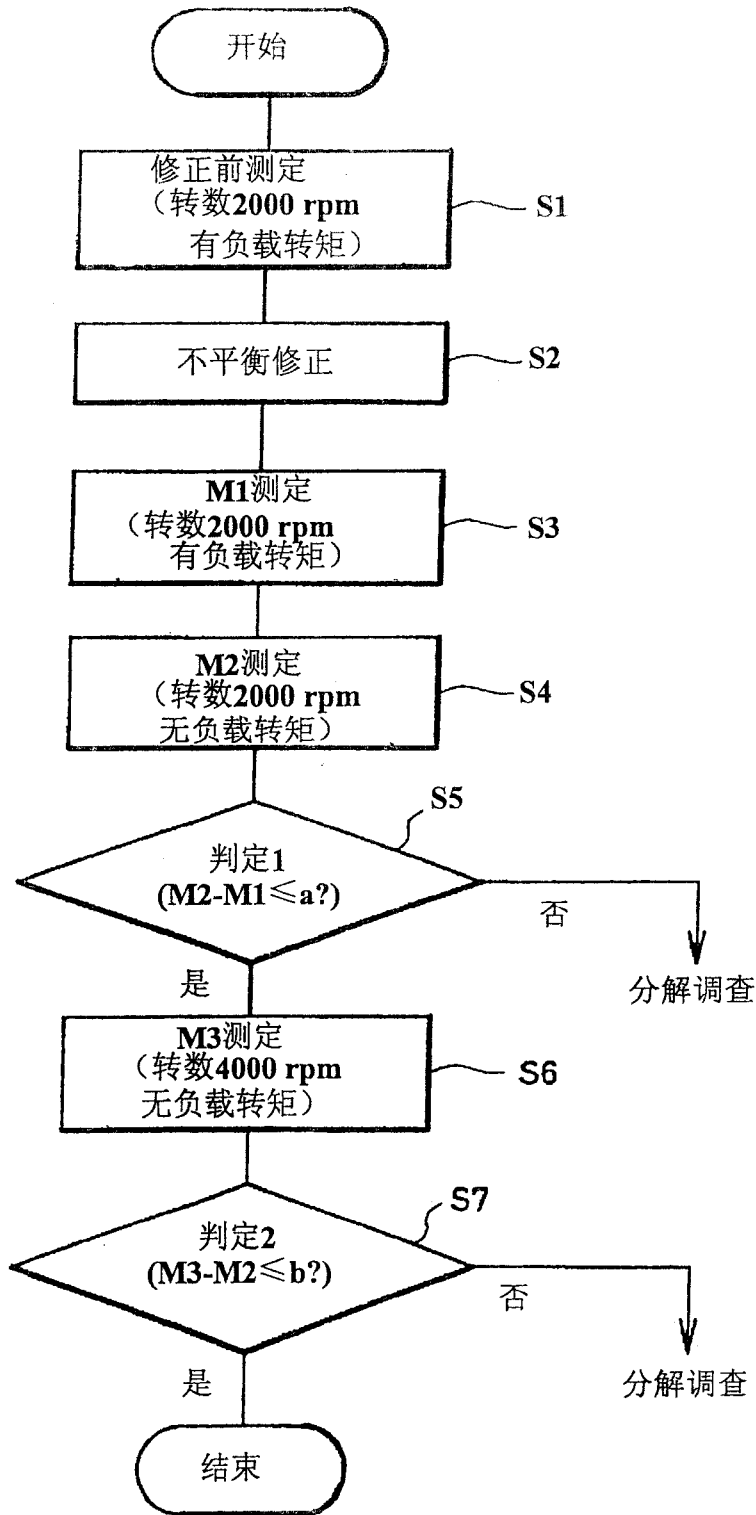 开始
修正前测定
（转数2000 rpm
有负载转矩）
S1
不平衡修正
S2
M1测定
（转数2000 rpm
有负载转矩）
S3
M2测定
（转数2000 rpm
无负载转矩）
S4
S5
判定1
(M2-M1≤a?)
否
是
分解调查
M3测定
（转数4000 rpm
无负载转矩）
S6
S7
判定2
(M3-M2≤b?)
否
是
分解调查
结束